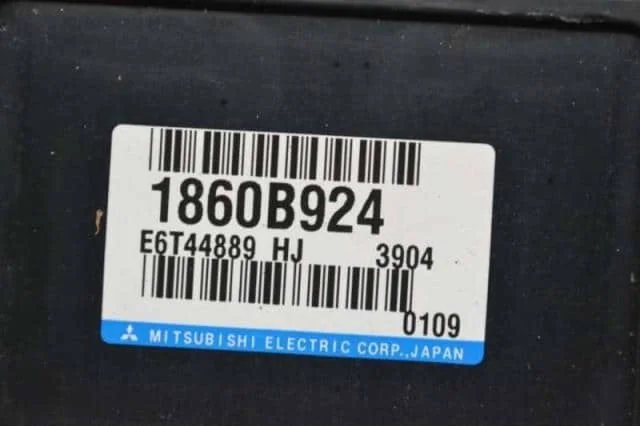 1860B924
E6T44889 HJ 3904
0109
MITSUBISHI ELECTRIC CORP.,JAPAN